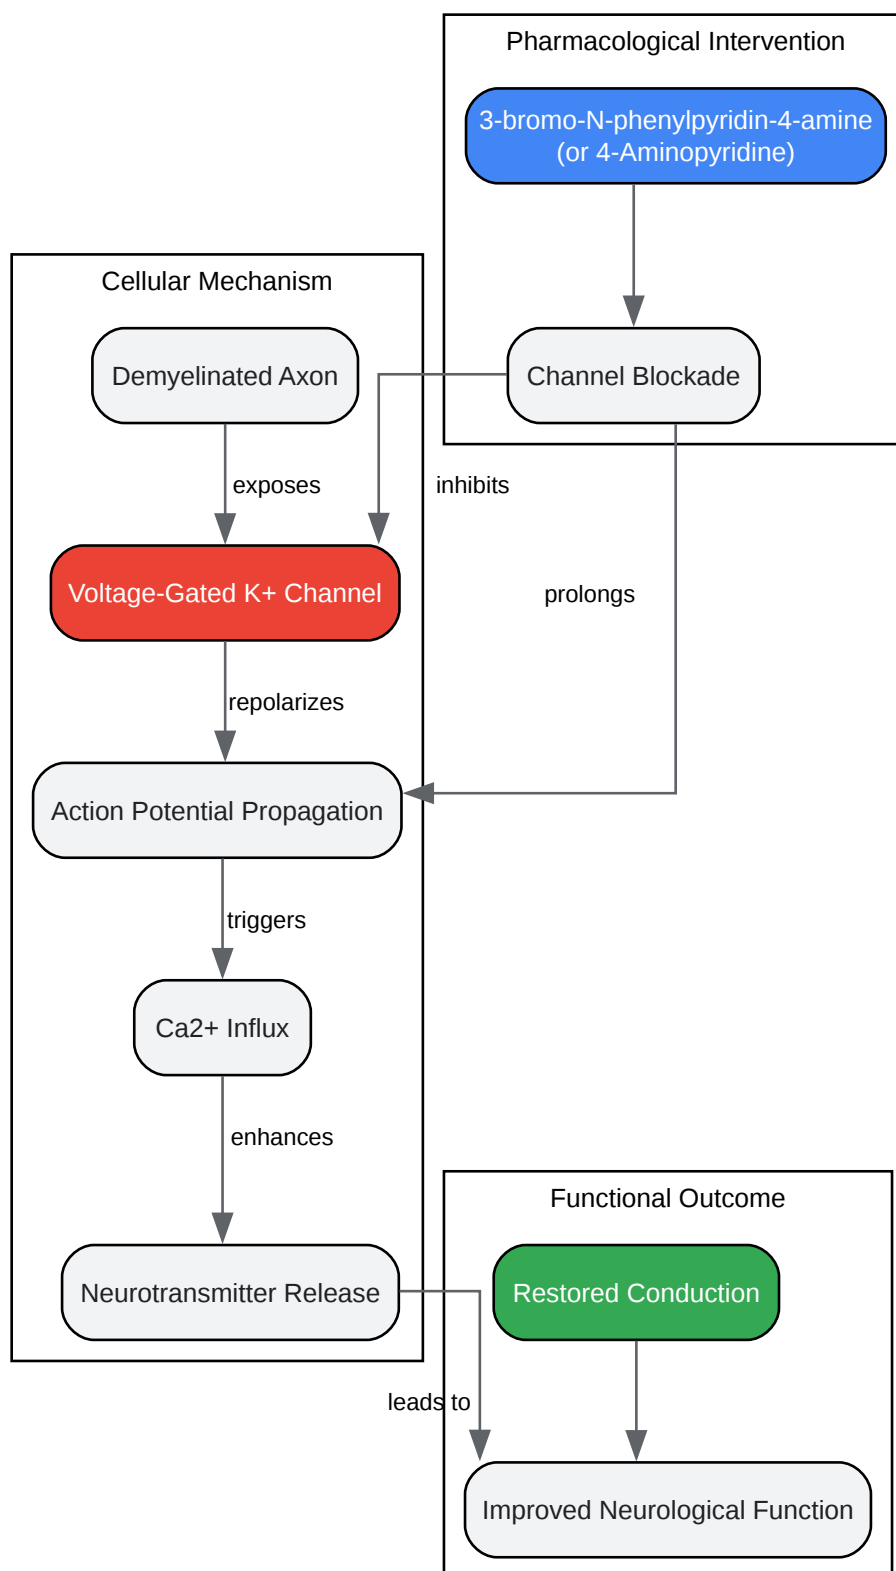 Pharmacological Intervention
3-bromo-N-phenylpyridin-4-amine
(or 4-Aminopyridine)
Cellular Mechanism
Demyelinated Axon
Channel Blockade
exposes
inhibits
Voltage-Gated K+ Channel
prolongs
repolarizes
Action Potential Propagation
triggers
Ca2+ Influx
enhances
Functional Outcome
Neurotransmitter Release
Restored Conduction
leads to
Improved Neurological Function